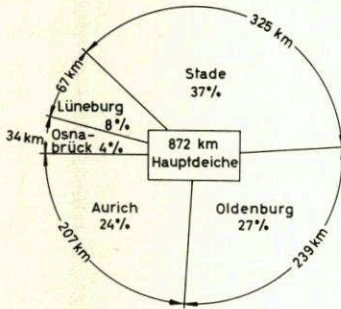 325 km
Stade
37%
67 km
Lüneburg
8%
34 km
Osna-
brück 4%
872 km
Hauptdeiche
Aurich
24%
Oldenburg
27%
207 km
239 km